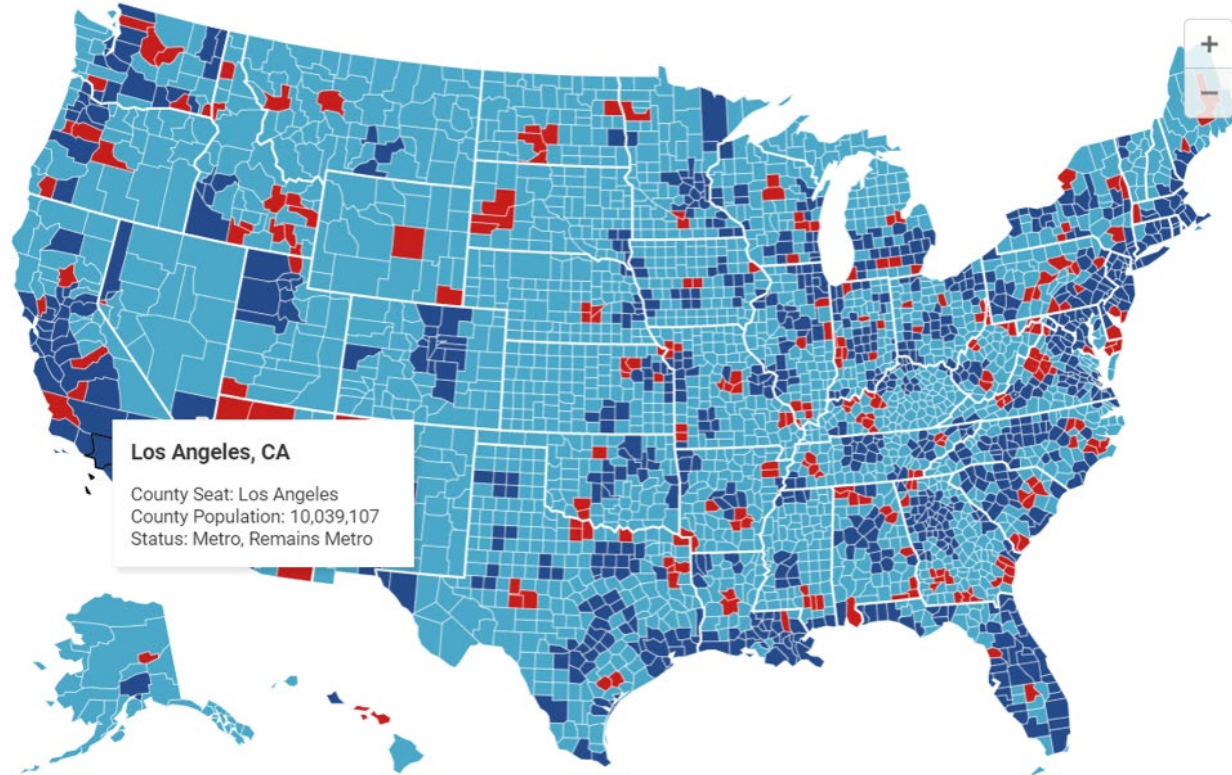 +
−
Los Angeles, CA
County Seat: Los Angeles
County Population: 10,039,107
Status: Metro, Remains Metro